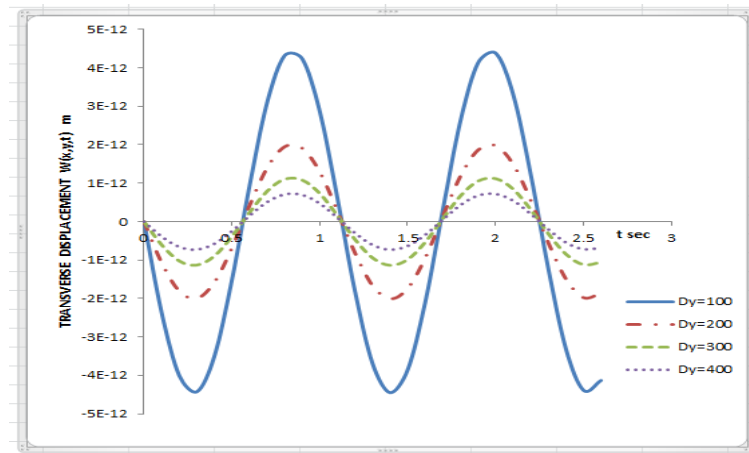 5E-12
4E-12
3E-12
2E-12
1E-12
0
-1E-12
-2E-12
-3E-12
-4E-12
-5E-12
TRANSVERSE DISPLACEMENT W(x,y,t) m
0
0.5
1
1.5
2
2.5
3
t sec
Dy=100
Dy=200
Dy=300
Dy=400